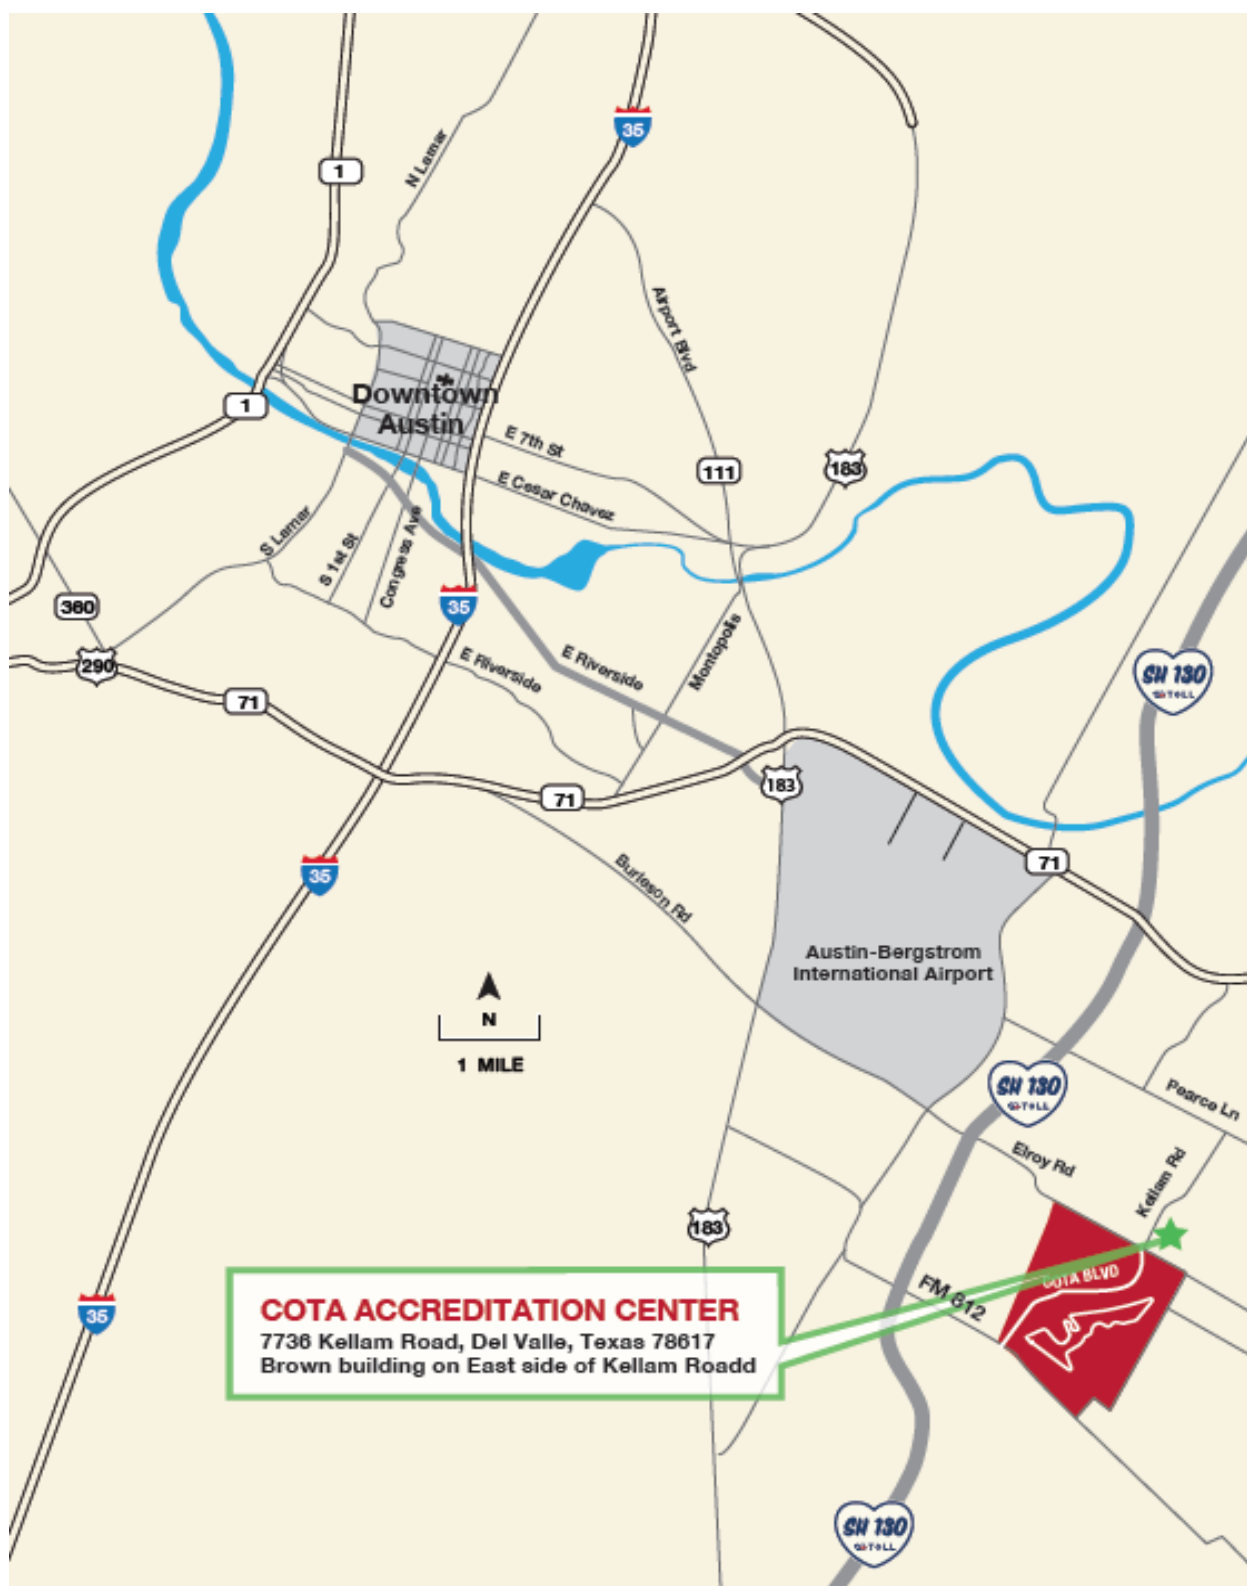 35
1
N Lamar
Airport Blvd
Downtown
Austin
1
E 7th St
111
183
E Cesar Chavez
S Lamar
S 1st St
Congress Ave
360
35
290
E Riverside
E Riverside
Montopolis
SH 130
TOLL
71
183
71
Burleson Rd
71
35
Austin-Bergstrom
International Airport
N
1 MILE
SH 130
TOLL
Pearce Ln
Elroy Rd
Kellam Rd
183
COTA BLVD
FM 812
35
COTA ACCREDITATION CENTER
7736 Kellam Road, Del Valle, Texas 78617
Brown building on East side of Kellam Roadd
SH 130
TOLL